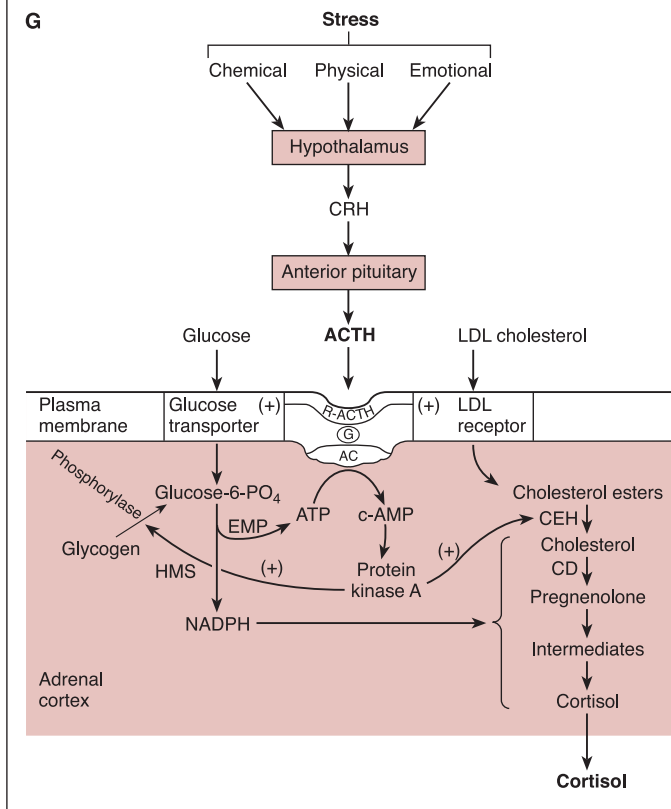 G
Stress
Chemical Physical Emotional
Hypothalamus
CRH
Anterior pituitary
Glucose ACTH LDL cholesterol
Plasma
membrane
Glucose
transporter
(+)
R-ACTH
G
AC
(+)
LDL
receptor
Phosphorylase
Glucose-6-PO₄
Glycogen
EMP
ATP
c-AMP
HMS
(+)
Protein
kinase A
(+)
NADPH
Cholesterol esters
CEH
Cholesterol
CD
Pregnenolone
Intermediates
Cortisol
Adrenal
cortex
Cortisol